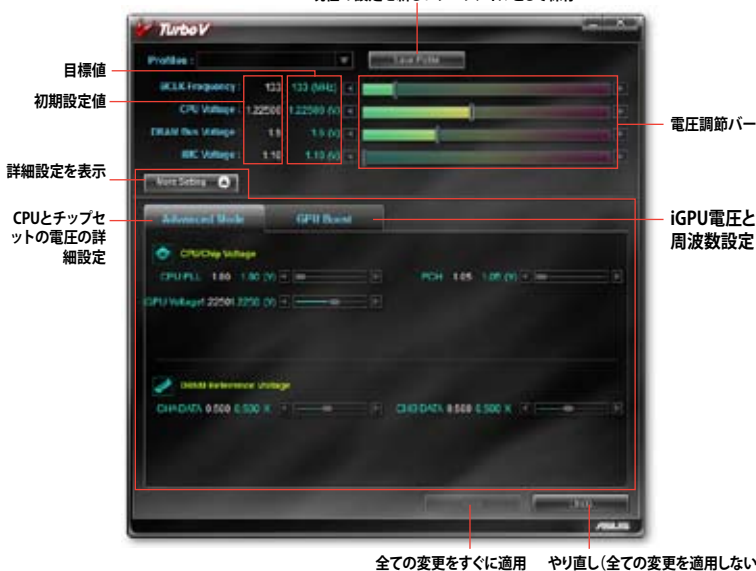 TurboV
Profiles :
Save Profile
目標値
BCLK Frequency : 133 133 (MHz)
初期設定値
CPU Voltage : 1.22500 1.22500 (V)
電圧調節バー
DRAM Bus Voltage : 1.5 1.5 (V)
IMC Voltage : 1.10 1.10 (V)
詳細設定を表示
More Setting
CPUとチップセ
ットの電圧の詳
細設定
Advanced Mode GPU Boost
iGPU電圧と
周波数設定
CPU/Chip Voltage
CPU PLL 1.80 1.80 (V)
PCH 1.05 1.05 (V)
DRAM Reference Voltage
CHA DATA 0.500 0.500 X
0.500 0.500 X
ASUS
全ての変更をすぐに適用
やり直し(全ての変更を適用しない